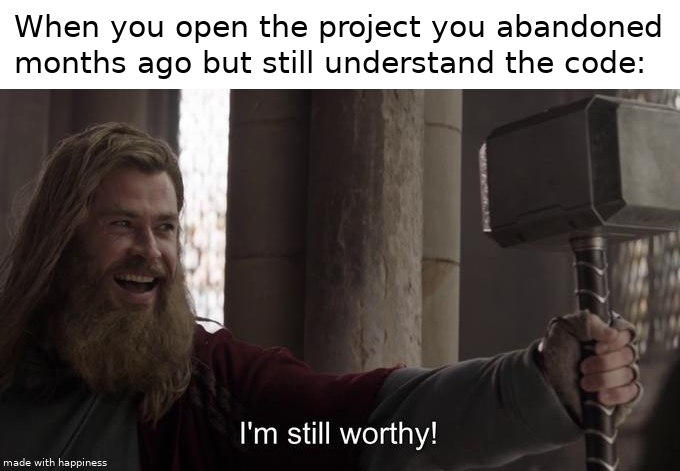 When you open the project you abandoned
months ago but still understand the code:
I'm still worthy!
made with happiness